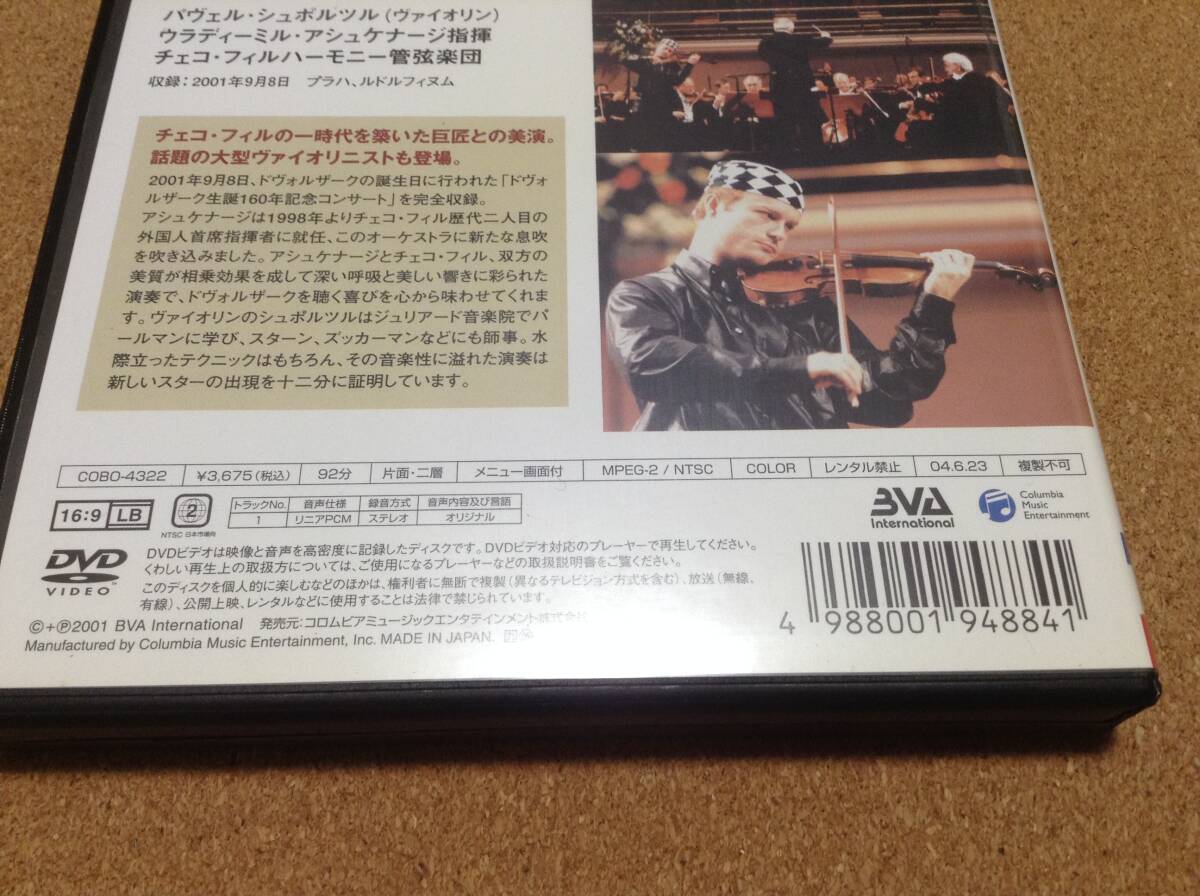 パヴェル・シュポルツル（ヴァイオリン）
ウラディーミル・アシュケナージ指揮
チェコ・フィルハーモニー管弦楽団
収録：2001年9月8日　プラハ、ルドルフィヌム
チェコ・フィルの一時代を築いた巨匠との美演。
話題の大型ヴァイオリニストも登場。
2001年9月8日、ドヴォルザークの誕生日に行われた「ドヴォ
ルザーク生誕160年記念コンサート」を完全収録。
アシュケナージは1998年よりチェコ・フィル歴代二人目の
外国人首席指揮者に就任、このオーケストラに新たな息吹
を吹き込みました。アシュケナージとチェコ・フィル、双方の
美質が相乗効果を成して深い呼吸と美しい響きに彩られた
演奏で、ドヴォルザークを聴く喜びを心から味わせてくれま
す。ヴァイオリンのシュポルツルはジュリアード音楽院でパ
ールマンに学び、スターン、ズッカーマンなどにも師事。水
際立ったテクニックはもちろん、その音楽性に溢れた演奏は
新しいスターの出現を十二分に証明しています。
COBO-4322 ¥3,675(税込) 92分 片面・二層 メニュー画面付 MPEG-2 / NTSC COLOR レンタル禁止 04.6.23 複製不可
16:9 LB
2
NTSC 日本市場向
トラックNo. 音声仕様 録音方式 音声内容及び言語
1 リニアPCM ステレオ オリジナル
BVA
International
Columbia
Music
Entertainment
DVD
VIDEO
TM
DVDビデオは映像と音声を高密度に記録したディスクです。DVDビデオ対応のプレーヤーで再生してください。
くわしい再生上の取扱方については、ご使用になるプレーヤーなどの取扱説明書をご覧ください。
このディスクを個人的に楽しむなどのほかは、権利者に無断で複製（異なるテレビジョン方式を含む）、放送（無線、
有線）、公開上映、レンタルなどに使用することは法律で禁じられています。
©+℗2001 BVA International　発売元：コロムビアミュージックエンタテインメント株式会社
Manufactured by Columbia Music Entertainment, Inc. MADE IN JAPAN.
4 988001 948841